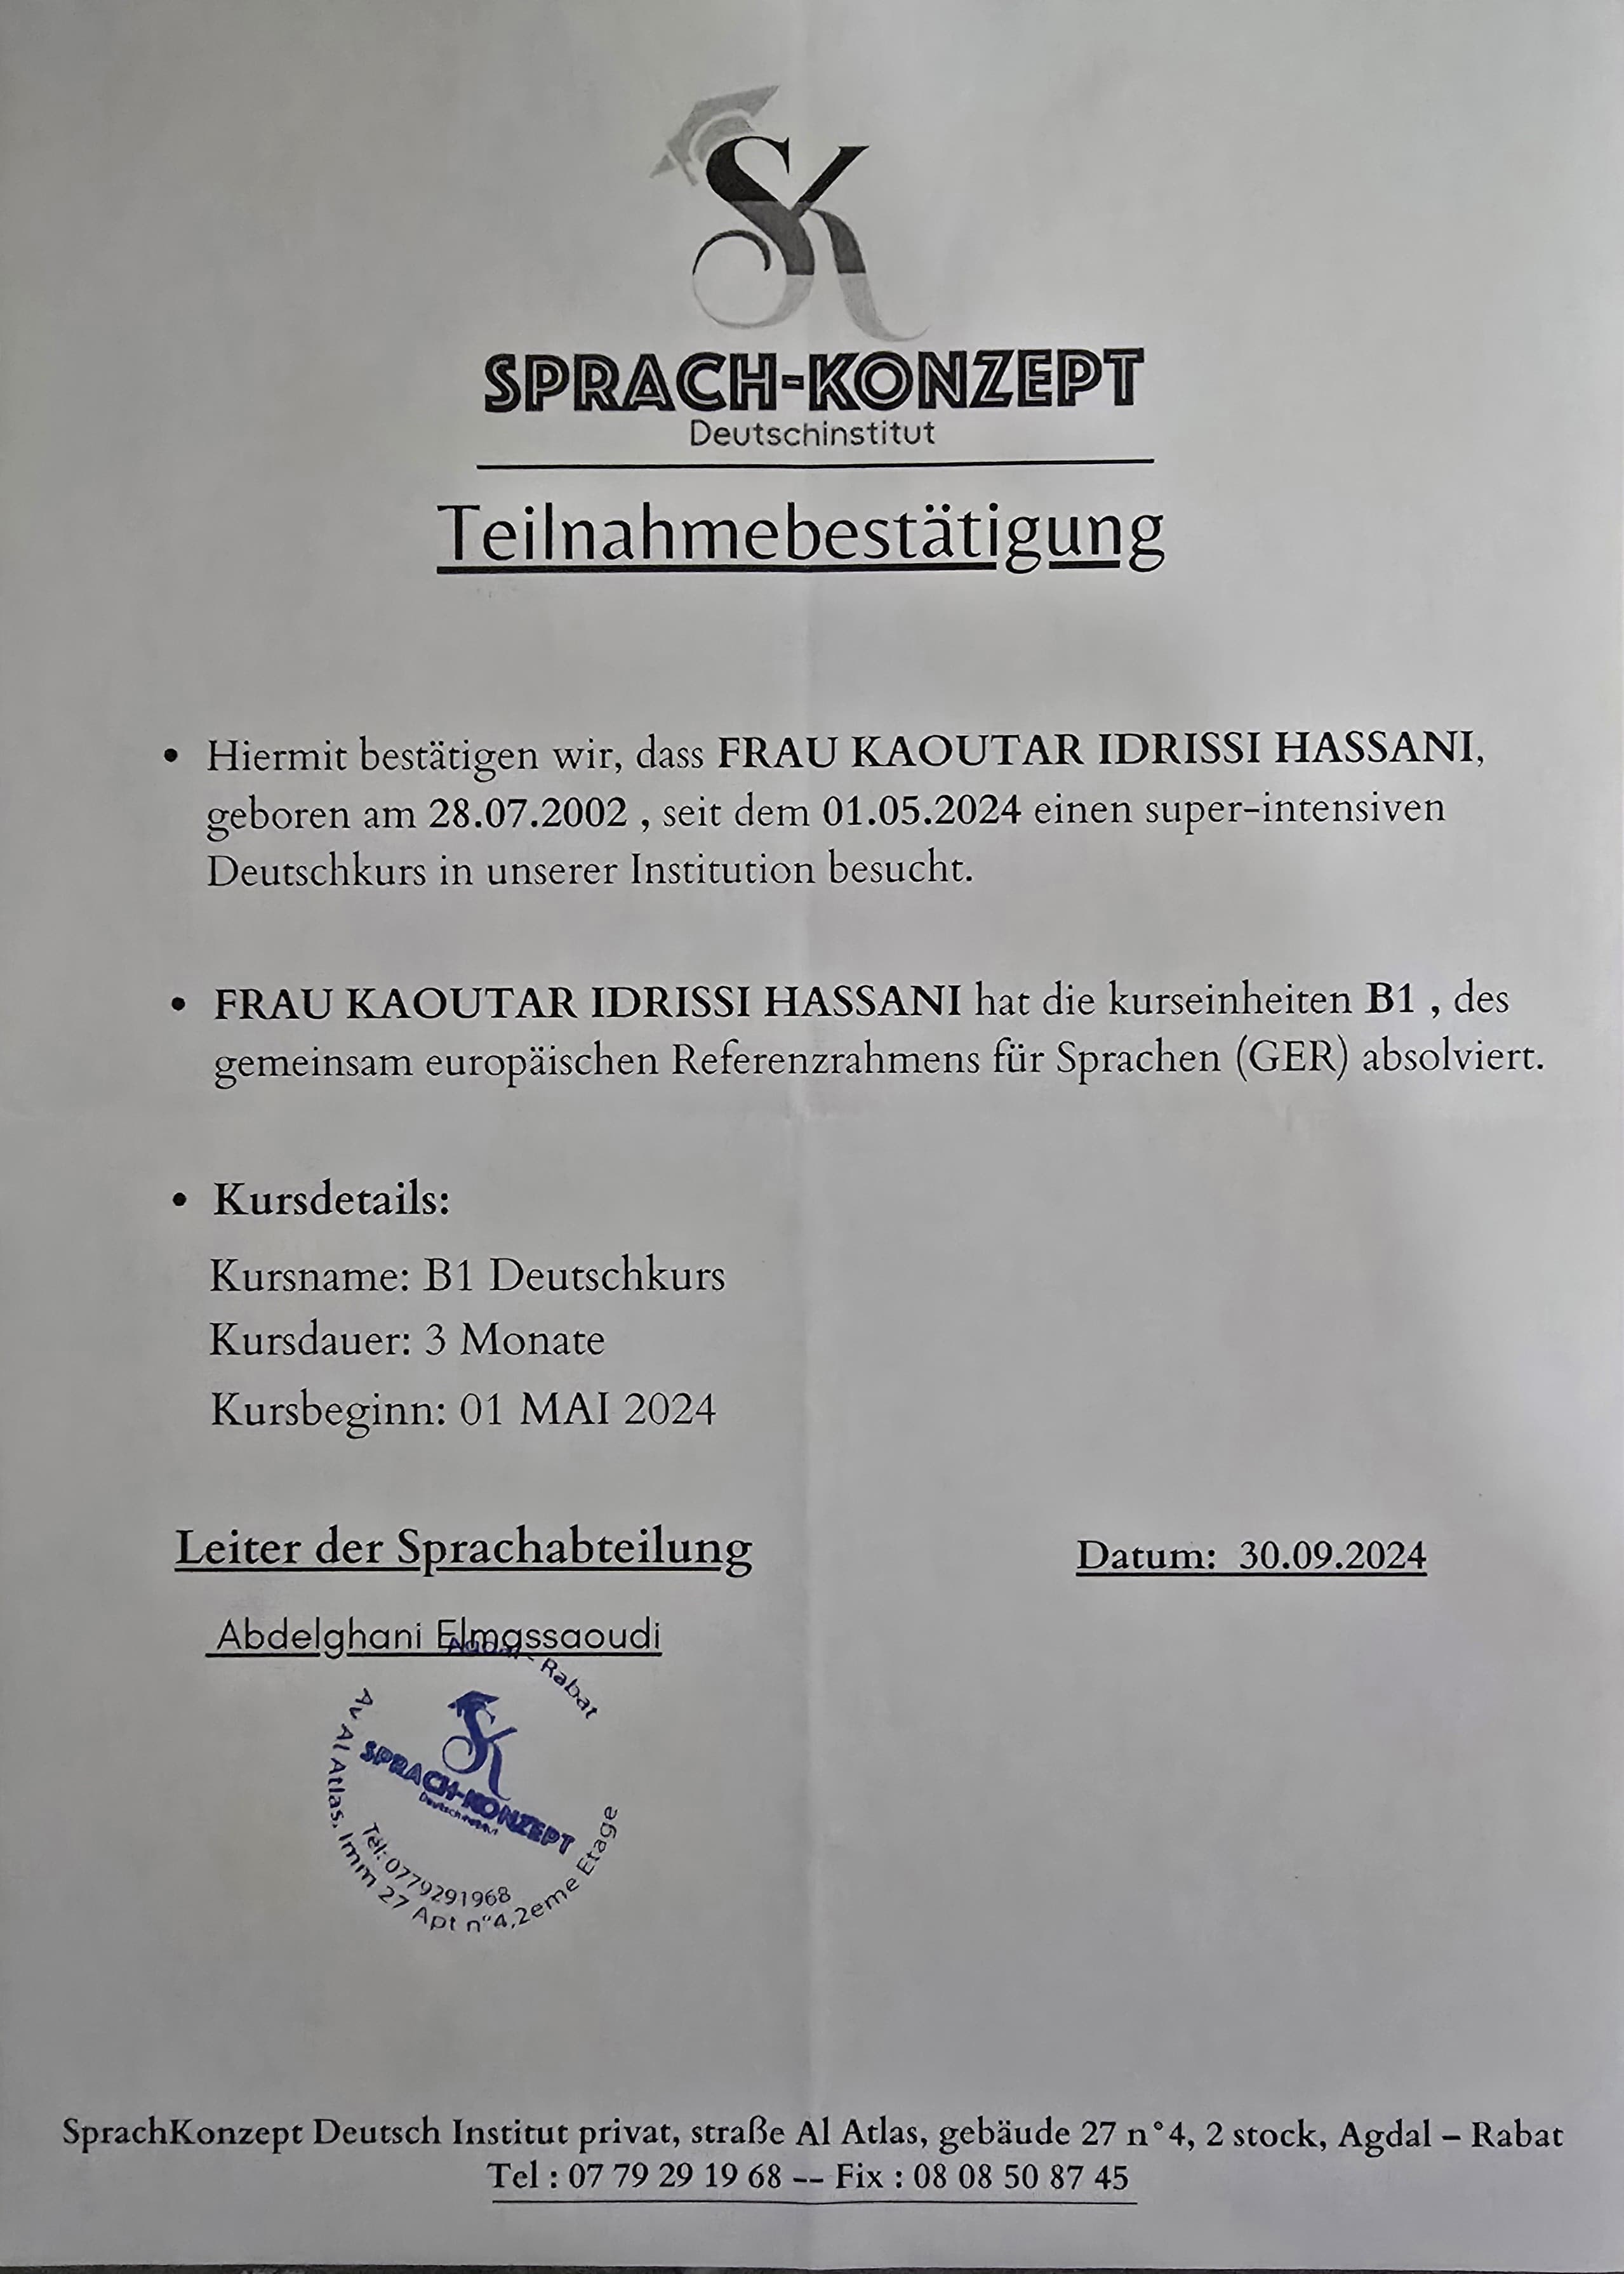 SK
SPRACH-KONZEPT
Deutschinstitut
Teilnahmebestätigung
• Hiermit bestätigen wir, dass FRAU KAOUTAR IDRISSI HASSANI,
geboren am 28.07.2002 , seit dem 01.05.2024 einen super-intensiven
Deutschkurs in unserer Institution besucht.
• FRAU KAOUTAR IDRISSI HASSANI hat die kurseinheiten B1 , des
gemeinsam europäischen Referenzrahmens für Sprachen (GER) absolviert.
• Kursdetails:
Kursname: B1 Deutschkurs
Kursdauer: 3 Monate
Kursbeginn: 01 MAI 2024
Leiter der Sprachabteilung
Datum: 30.09.2024
Abdelghani Elmassaoudi
Agdal - Rabat
SK
SPRACH-KONZEPT
Deutschinstitut
Tél: 0779291968
Av Al Atlas, Imm 27 Apt n°4,2eme Etage
SprachKonzept Deutsch Institut privat, straße Al Atlas, gebäude 27 n°4, 2 stock, Agdal – Rabat
Tel : 07 79 29 19 68 -- Fix : 08 08 50 87 45